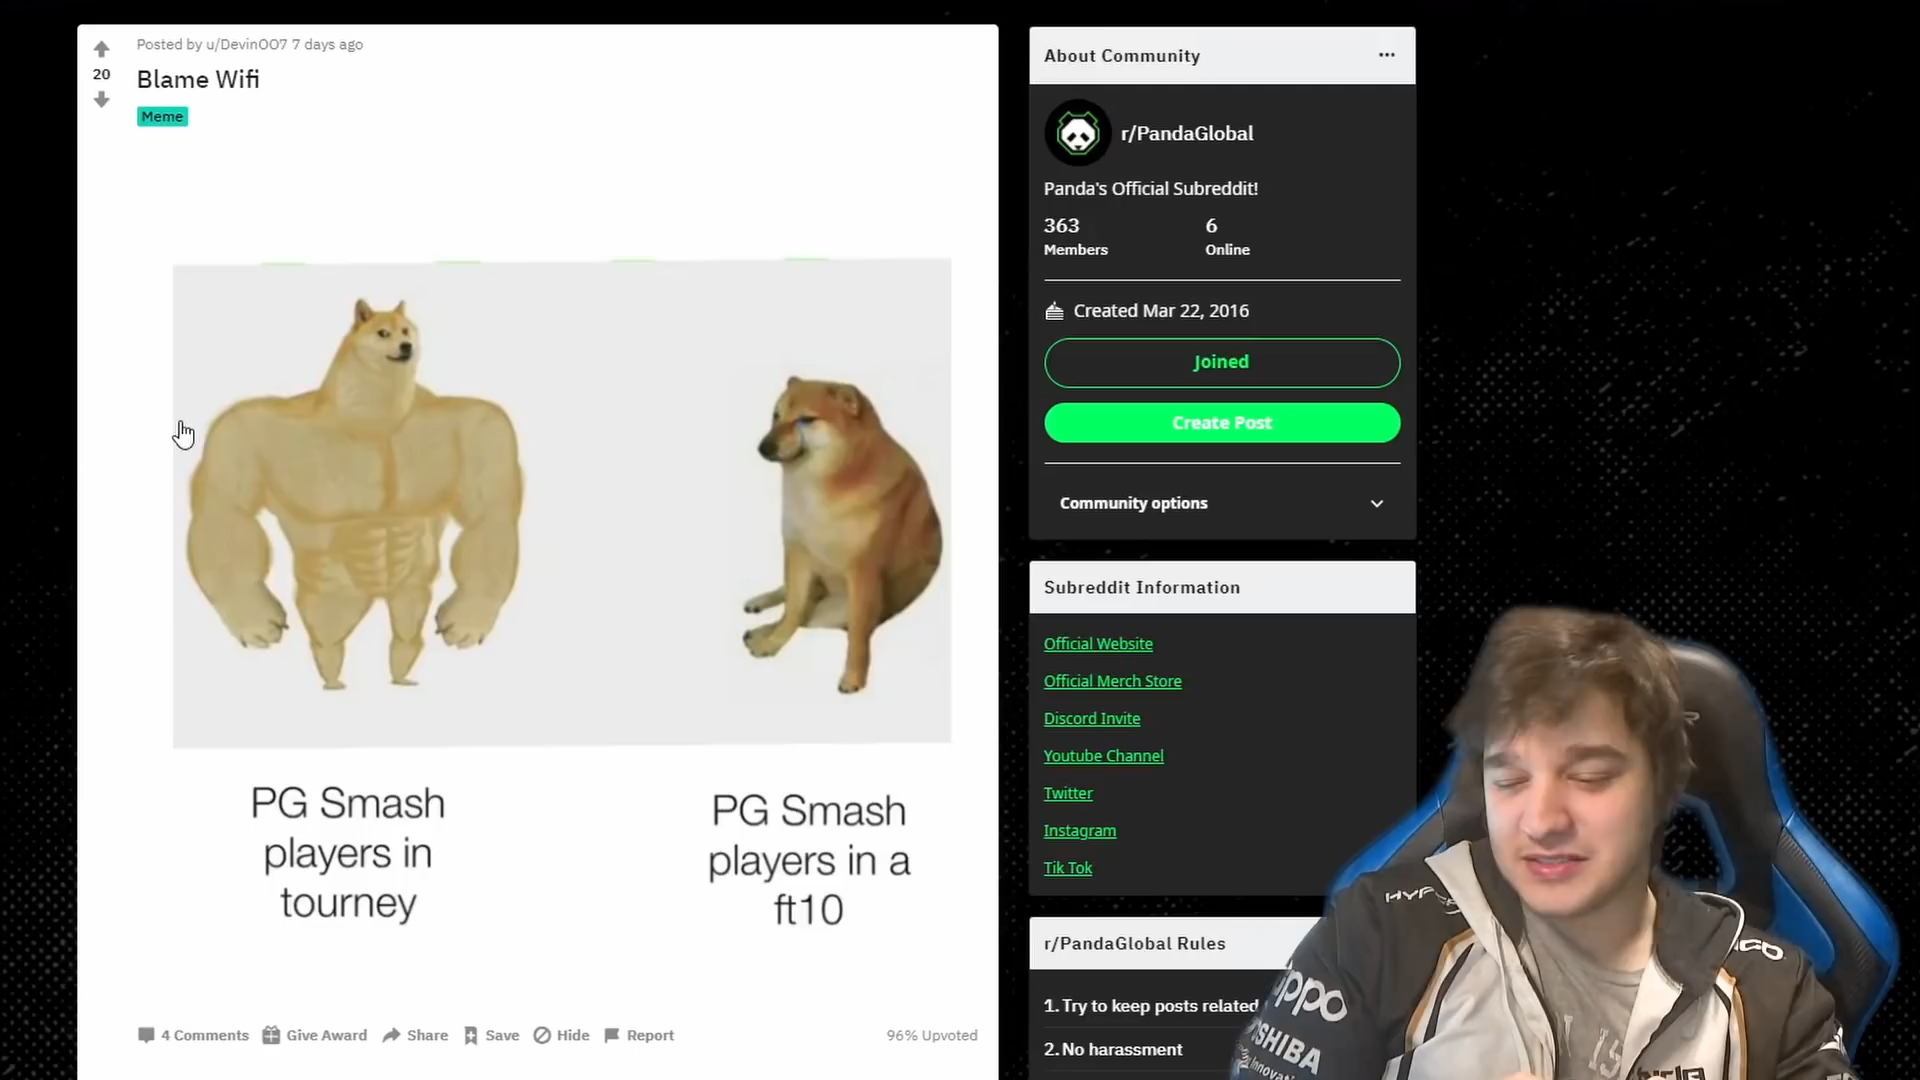 Posted by u/Devin007 7 days ago
20
Blame Wifi
Meme
PG Smash
players in
tourney
PG Smash
players in a
ft10
4 Comments
Give Award
Share
Save
Hide
Report
96% Upvoted
About Community
r/PandaGlobal
Panda's Official Subreddit!
363
Members
6
Online
Created Mar 22, 2016
Joined
Create Post
Community options
Subreddit Information
Official Website
Official Merch Store
Discord Invite
Youtube Channel
Twitter
Instagram
Tik Tok
r/PandaGlobal Rules
1. Try to keep posts related
2. No harassment